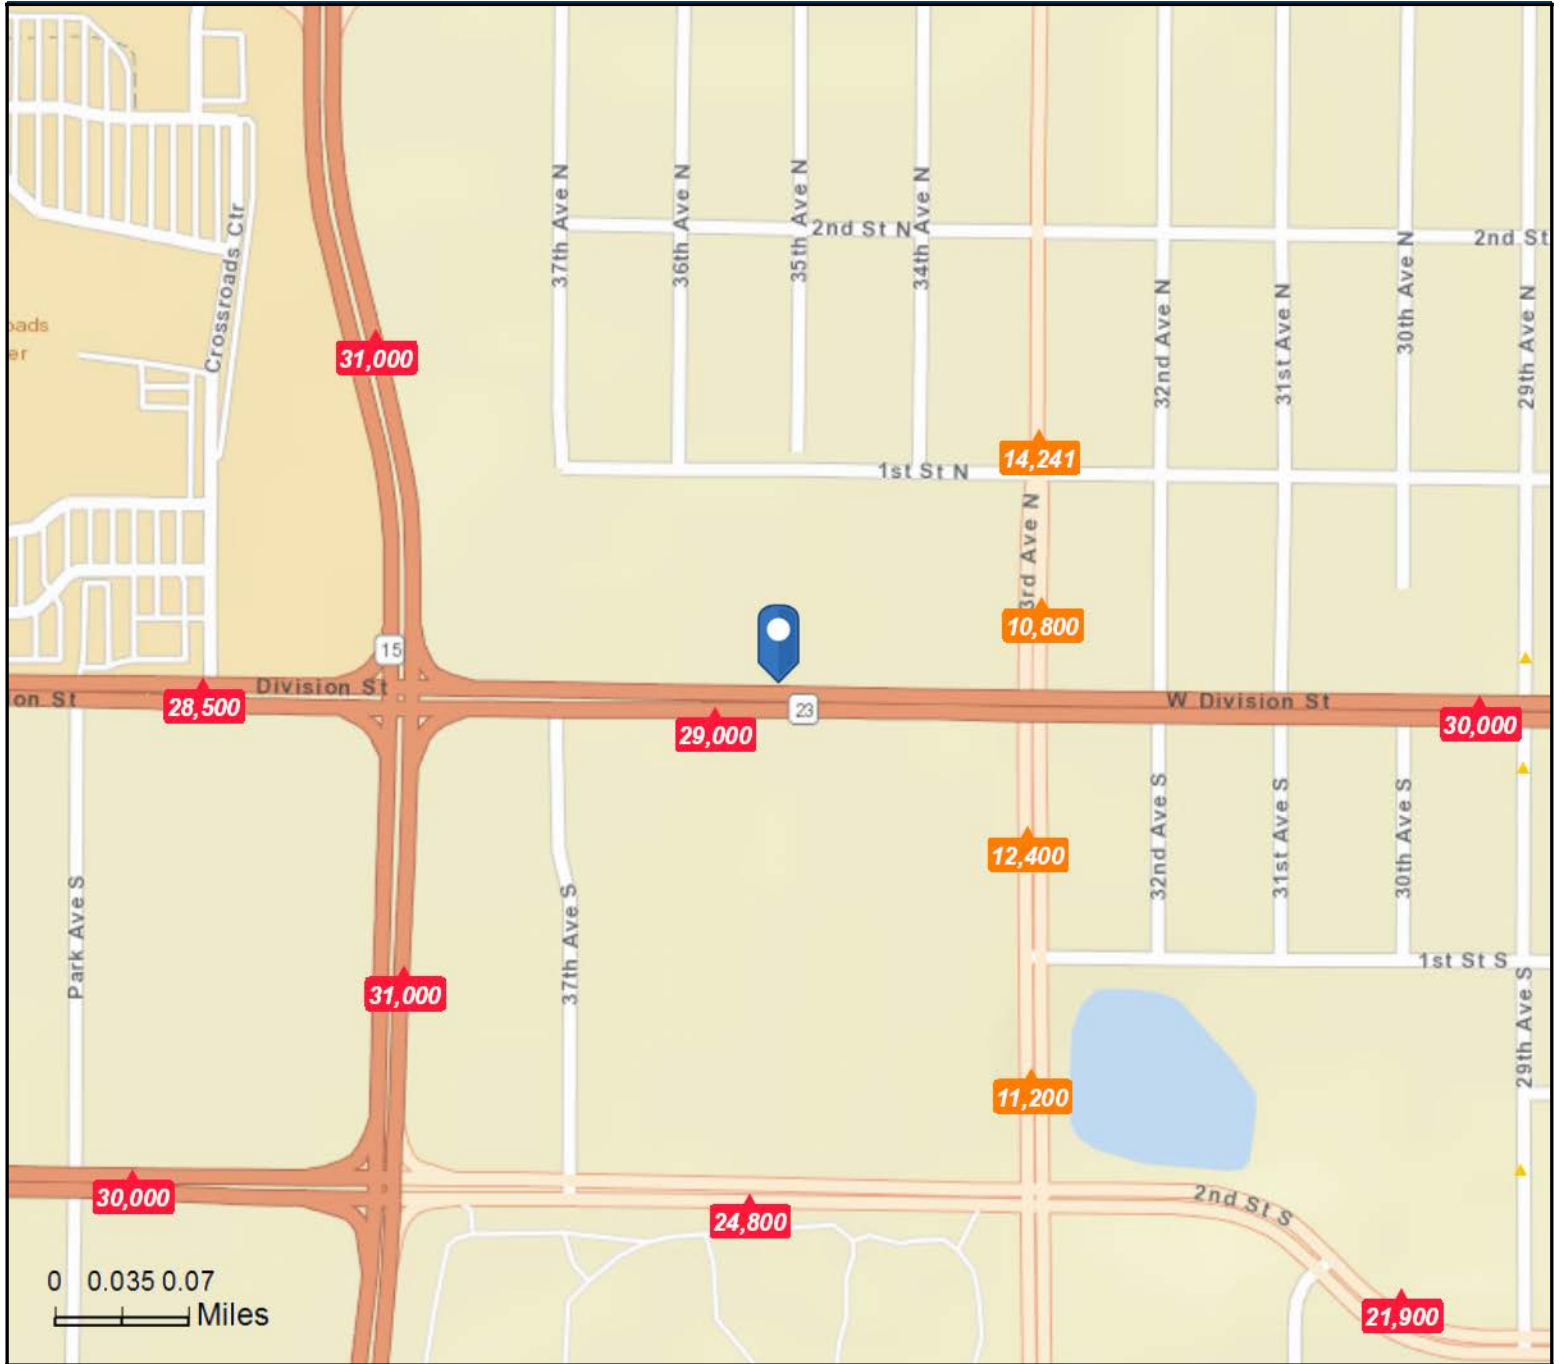 37th Ave N
36th Ave N
35th Ave N
34th Ave N
2nd St N
2nd St
Crossroads Ctr
oads
er
31,000
32nd Ave N
31st Ave N
30th Ave N
29th Ave N
14,241
1st St N
3rd Ave N
10,800
15
Division St
on St
28,500
23
29,000
W Division St
30,000
12,400
32nd Ave S
31st Ave S
30th Ave S
Park Ave S
37th Ave S
31,000
1st St S
29th Ave S
11,200
30,000
24,800
2nd St S
21,900
0 0.035 0.07
Miles